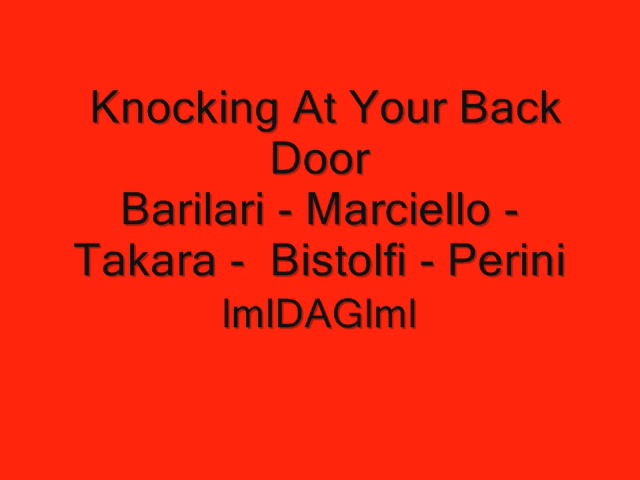 Knocking At Your Back
Door
Barilari - Marciello -
Takara - Bistolfi - Perini
lmlDAGlml